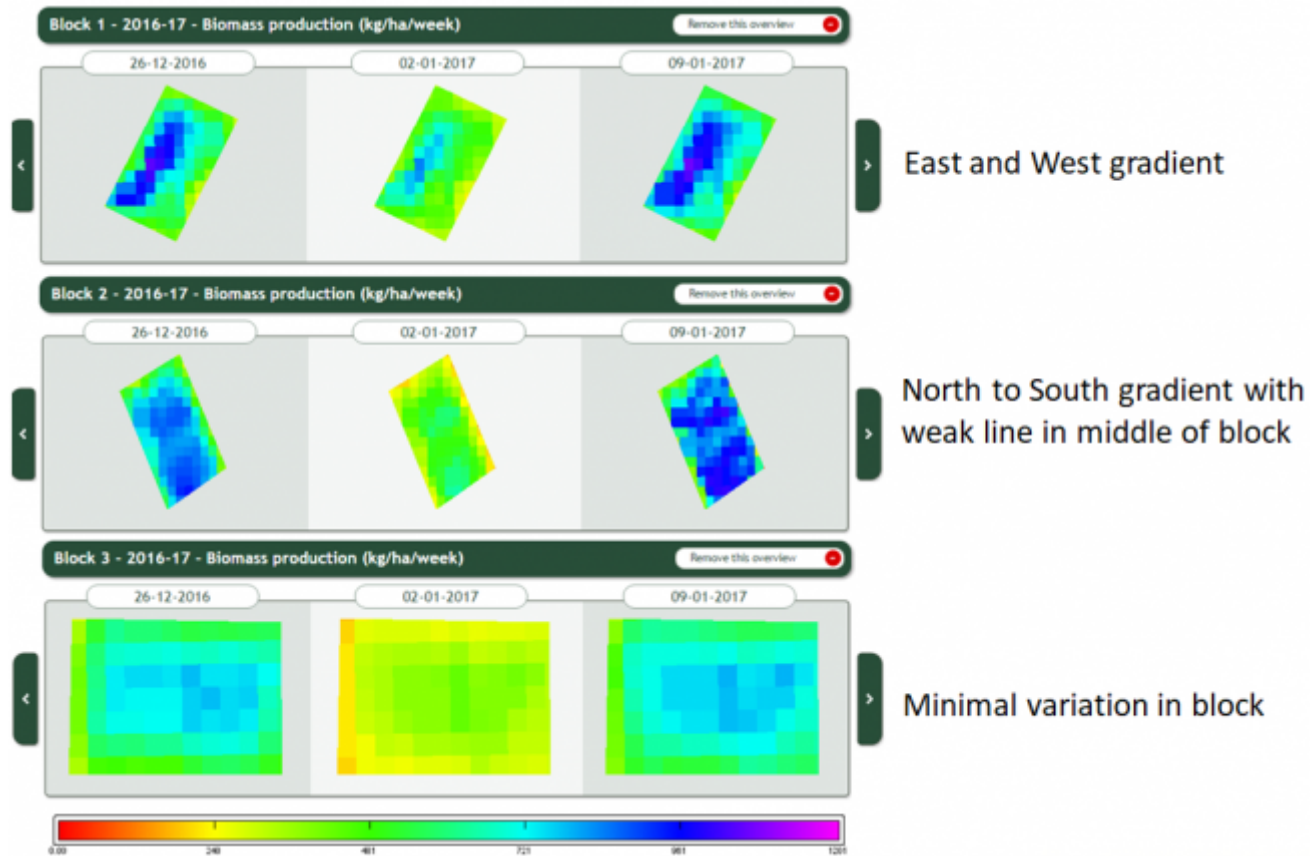 Block 1 - 2016-17 - Biomass production (kg/ha/week)
Remove this overview
26-12-2016
02-01-2017
09-01-2017
East and West gradient
Block 2 - 2016-17 - Biomass production (kg/ha/week)
Remove this overview
26-12-2016
02-01-2017
09-01-2017
North to South gradient with
weak line in middle of block
Block 3 - 2016-17 - Biomass production (kg/ha/week)
Remove this overview
26-12-2016
02-01-2017
09-01-2017
Minimal variation in block
0.00 240 481 721 961 1201